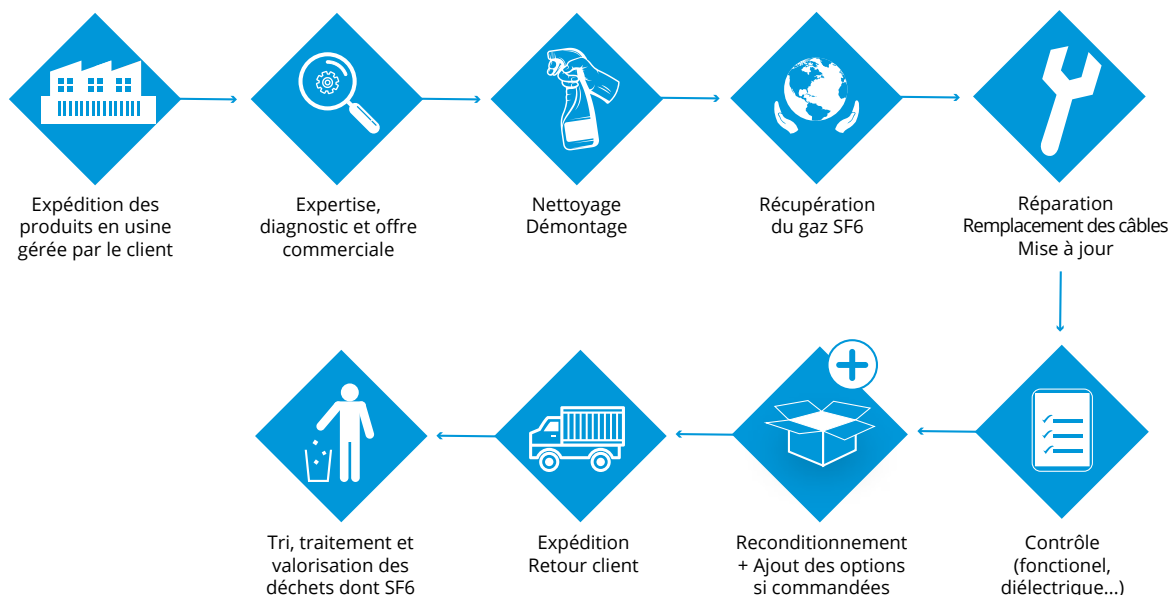 Expédition des
produits en usine
gérée par le client
Expertise,
diagnostic et offre
commerciale
Nettoyage
Démontage
Récupération
du gaz SF6
Réparation
Remplacement des câbles
Mise à jour
Contrôle
(fonctionel,
diélectrique...)
Reconditionnement
+ Ajout des options
si commandées
Expédition
Retour client
Tri, traitement et
valorisation des
déchets dont SF6